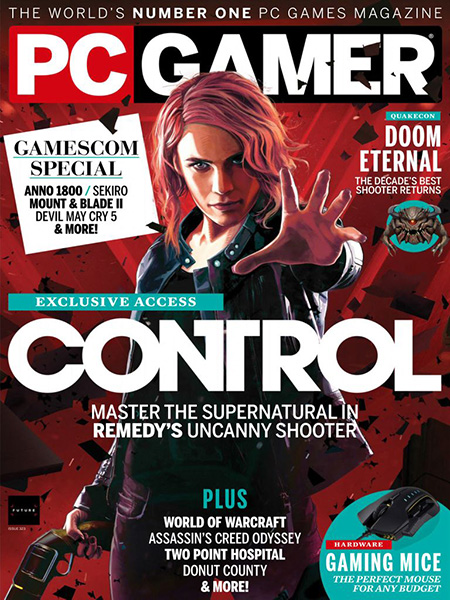 THE WORLD'S NUMBER ONE PC GAMES MAGAZINE
PC GAMER
GAMESCOM
SPECIAL
ANNO 1800 / SEKIRO
MOUNT & BLADE II
DEVIL MAY CRY 5
& MORE!
QUAKECON
DOOM
ETERNAL
THE DECADE'S BEST
SHOOTER RETURNS
EXCLUSIVE ACCESS
CONTROL
MASTER THE SUPERNATURAL IN
REMEDY'S UNCANNY SHOOTER
PLUS
WORLD OF WARCRAFT
ASSASSIN'S CREED ODYSSEY
TWO POINT HOSPITAL
DONUT COUNTY
& MORE!
FUTURE
HARDWARE
GAMING MICE
THE PERFECT MOUSE
FOR ANY BUDGET